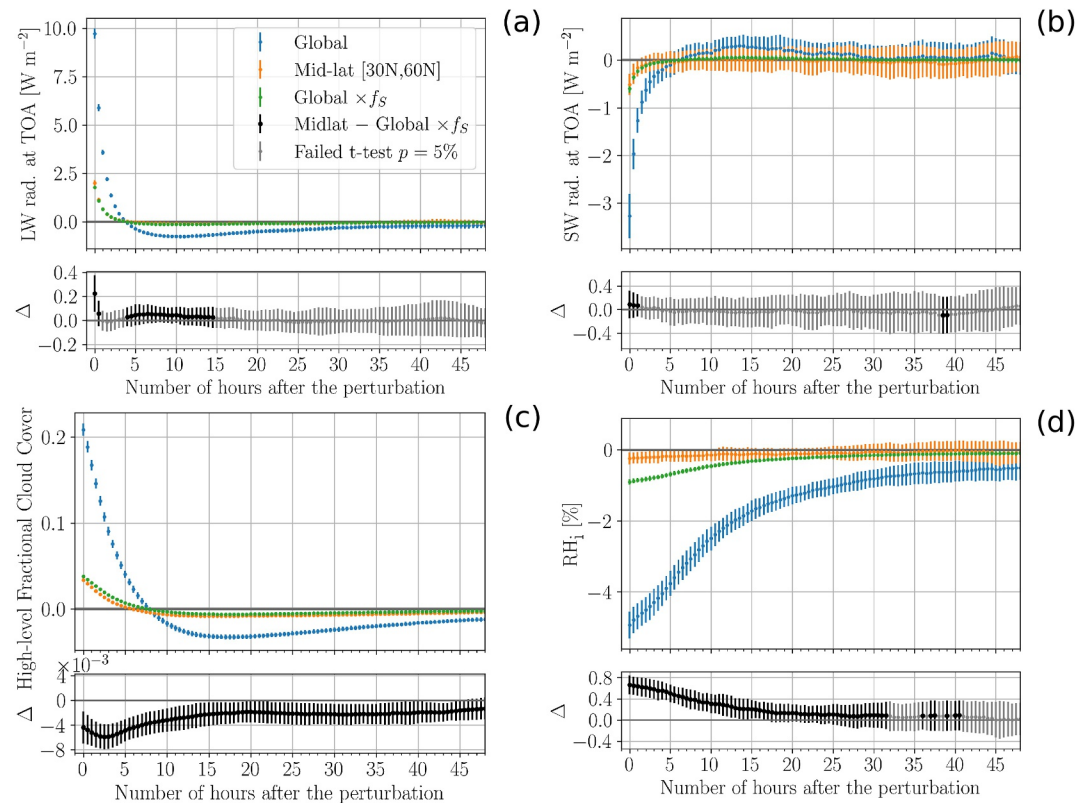 (a)
10.0
7.5
5.0
2.5
0.0
LW rad. at TOA [W m⁻²]
Global
Mid-lat [30N,60N]
Global ×f_S
Midlat − Global ×f_S
Failed t-test p = 5%
0.4
0.2
0.0
−0.2
Δ
0 5 10 15 20 25 30 35 40 45
Number of hours after the perturbation
(b)
0
−1
−2
−3
SW rad. at TOA [W m⁻²]
0.4
0.0
−0.4
Δ
0 5 10 15 20 25 30 35 40 45
Number of hours after the perturbation
(c)
0.2
0.1
0.0
High-level Fractional Cloud Cover
×10⁻³
4
0
−4
−8
Δ
0 5 10 15 20 25 30 35 40 45
Number of hours after the perturbation
(d)
0
−2
−4
RH_i [%]
0.8
0.4
0.0
−0.4
Δ
0 5 10 15 20 25 30 35 40 45
Number of hours after the perturbation